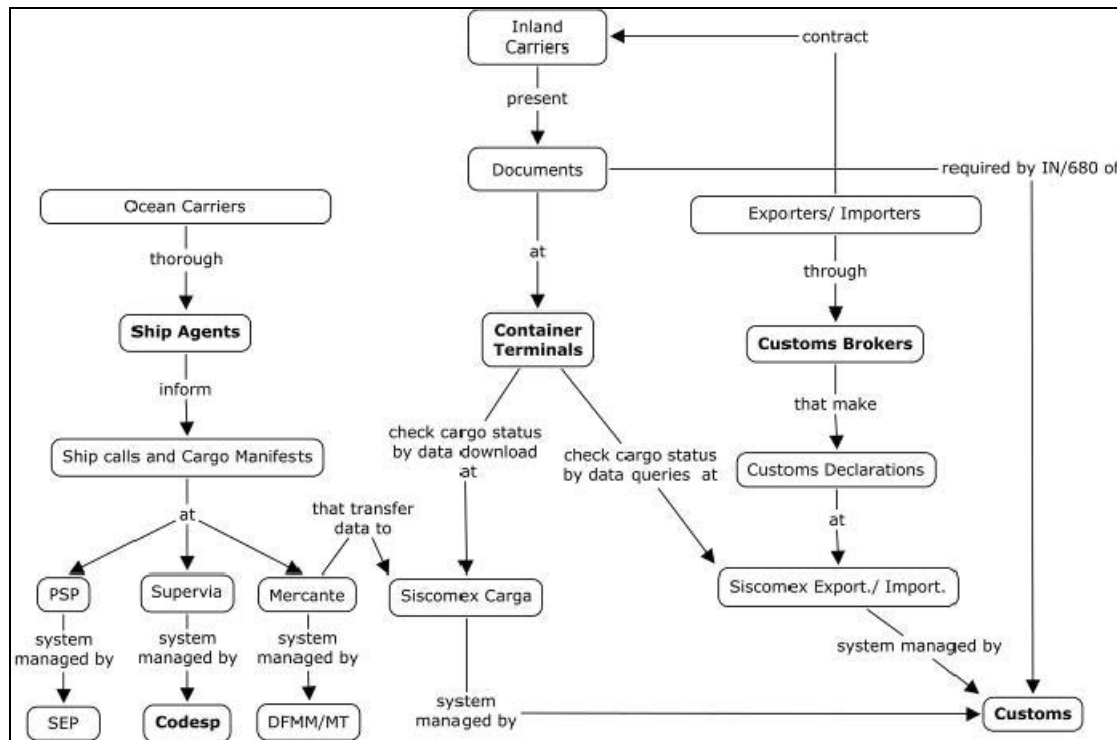 Inland
Carriers
contract
present
Documents
required by IN/680 of
Ocean Carriers
Exporters/ Importers
thorough
at
through
Ship Agents
Container
Terminals
Customs Brokers
inform
that make
check cargo status
by data download
at
check cargo status
by data queries at
Ship calls and Cargo Manifests
Customs Declarations
at
that transfer
data to
at
PSP
Supervia
Mercante
Siscomex Carga
Siscomex Export./ Import.
system
managed by
system
managed by
system
managed by
system managed by
system
managed by
SEP
Codesp
DFMM/MT
Customs